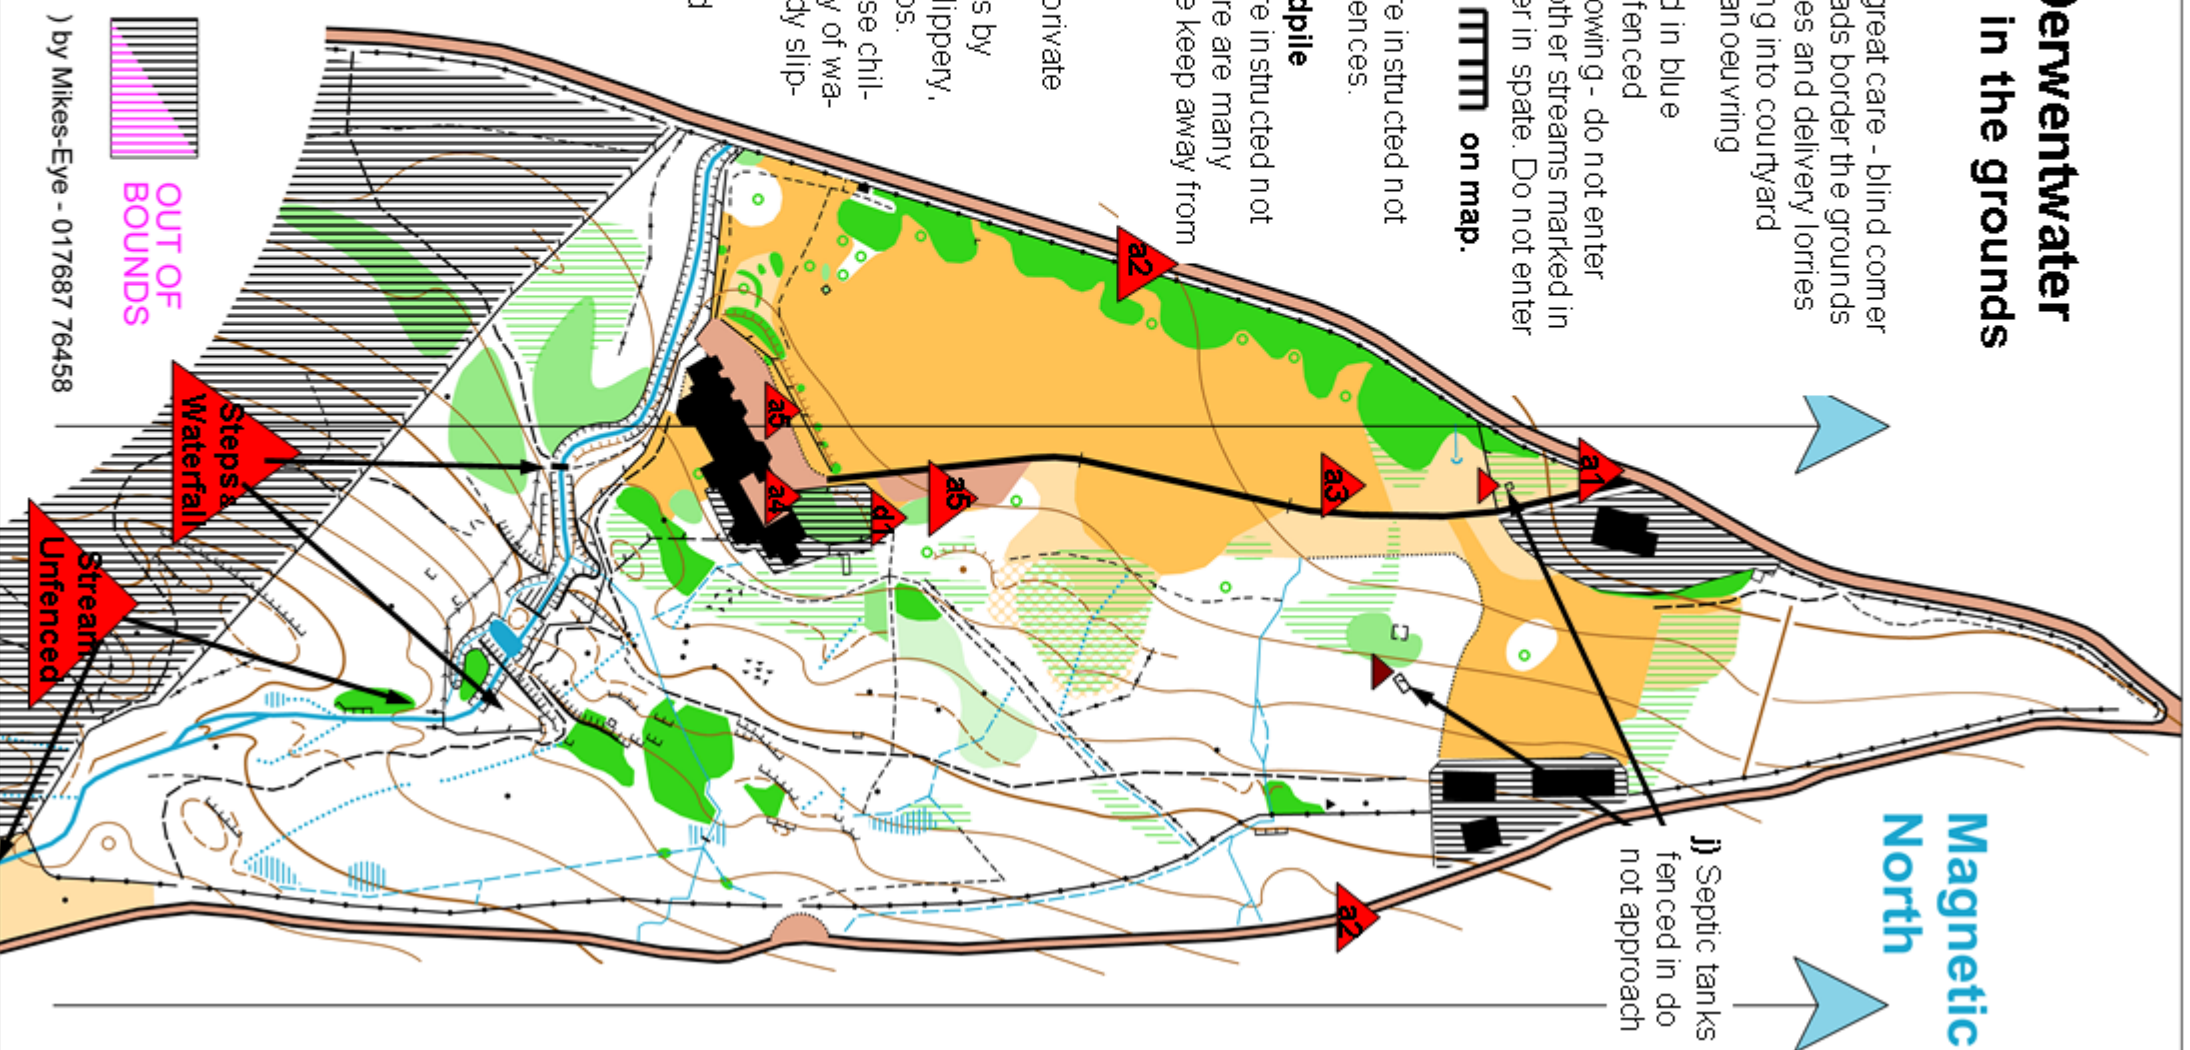 Derwentwater
in the grounds
great care - blind corner
ads border the grounds
es and delivery lorries
ng into courtyard
anoeuvring
d in blue
fenced
owing - do not enter
other streams marked in
er in spate. Do not enter
on map.
re instructed not
ences.
dpile
re instructed not
re are many
e keep away from
private
s by
lippery,
os.
se chil-
y of wa-
dy slip-
d
OUT OF
BOUNDS
) by Mikes-Eye - 017687 76458
a2
a1
a3
a5
a5
a4
d1
a2
Steps &
Waterfall
Stream
Unfenced
Magnetic
North
j) Septic tanks
fenced in do
not approach